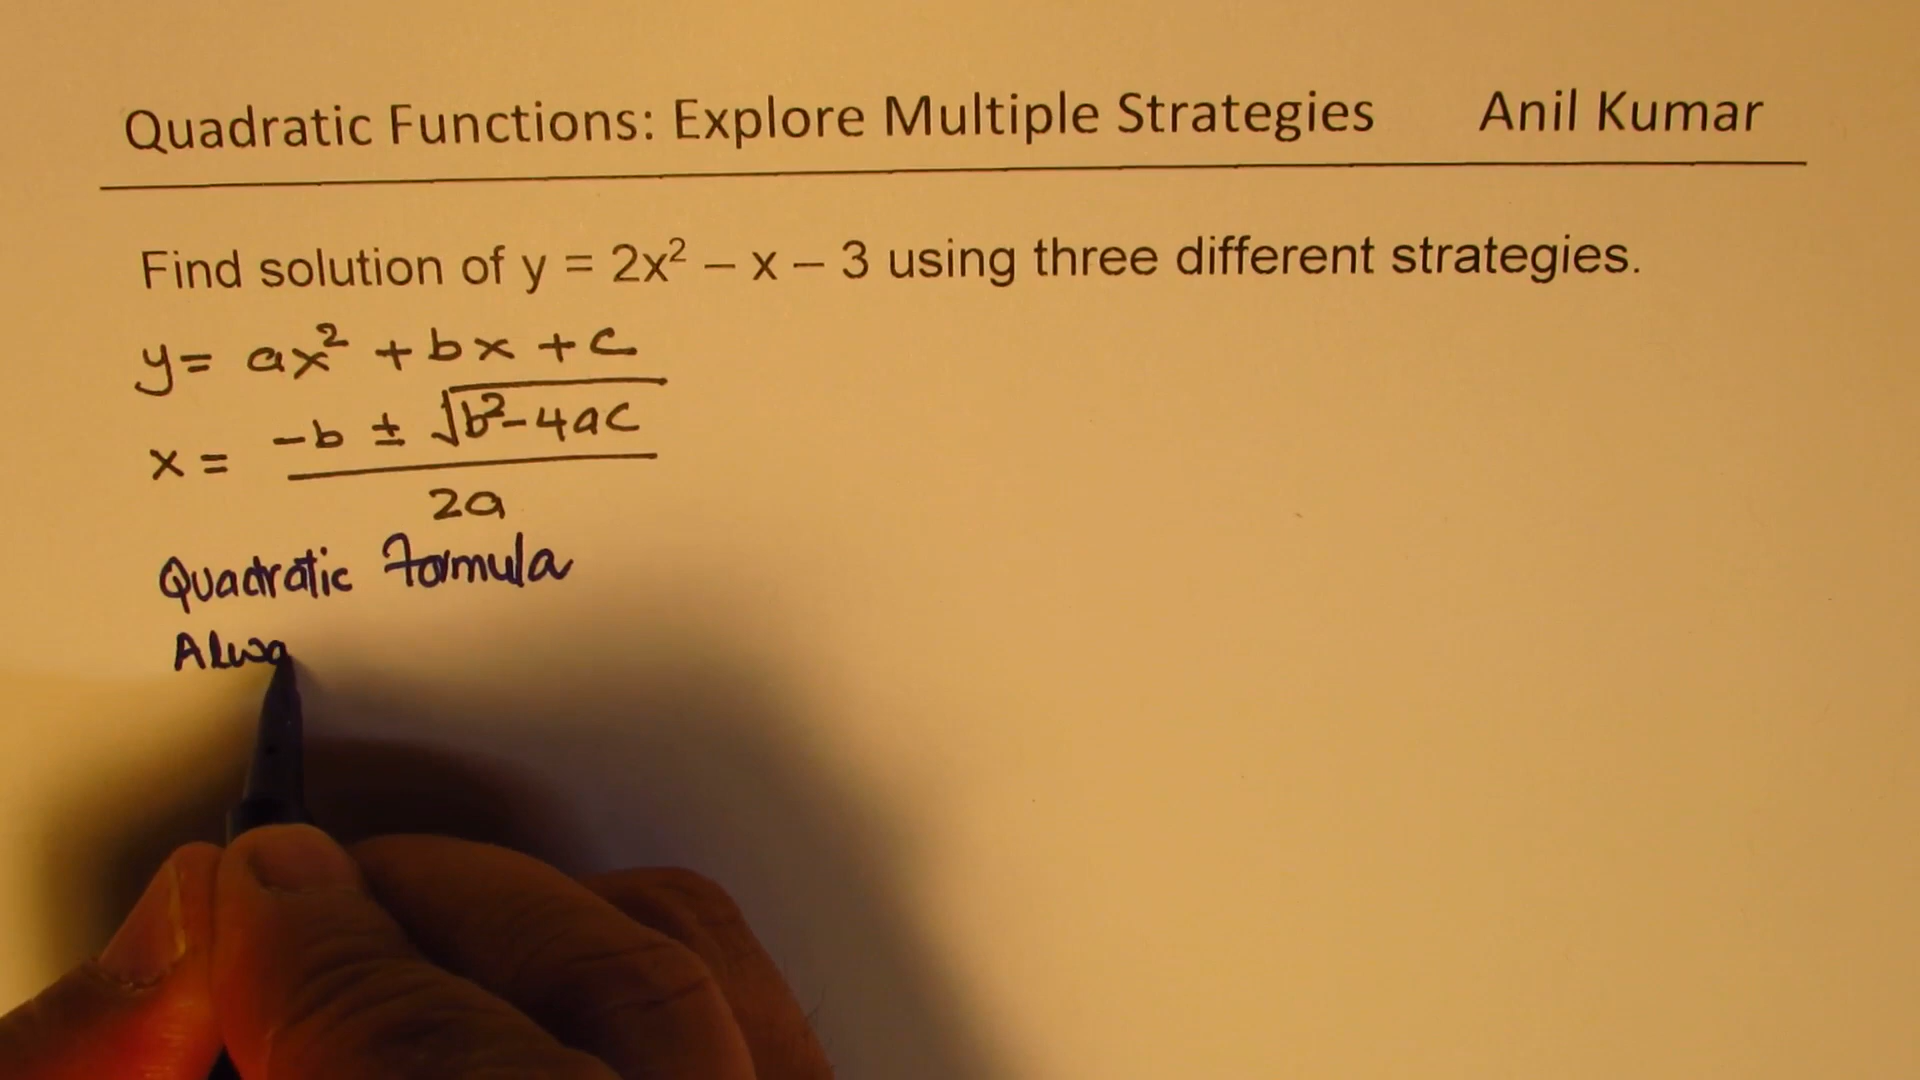 Quadratic Functions: Explore Multiple Strategies Anil Kumar
Find solution of y = 2x² – x – 3 using three different strategies.
y = ax² + bx + c
x = -b ± √b²-4ac / 2a
Quadratic Formula
Alwa